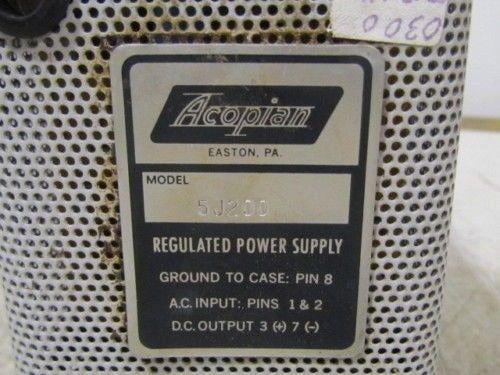 0300
Acopian
EASTON, PA.
MODEL
5J200
REGULATED POWER SUPPLY
GROUND TO CASE: PIN 8
A.C. INPUT: PINS 1 & 2
D.C. OUTPUT 3 (+) 7 (-)